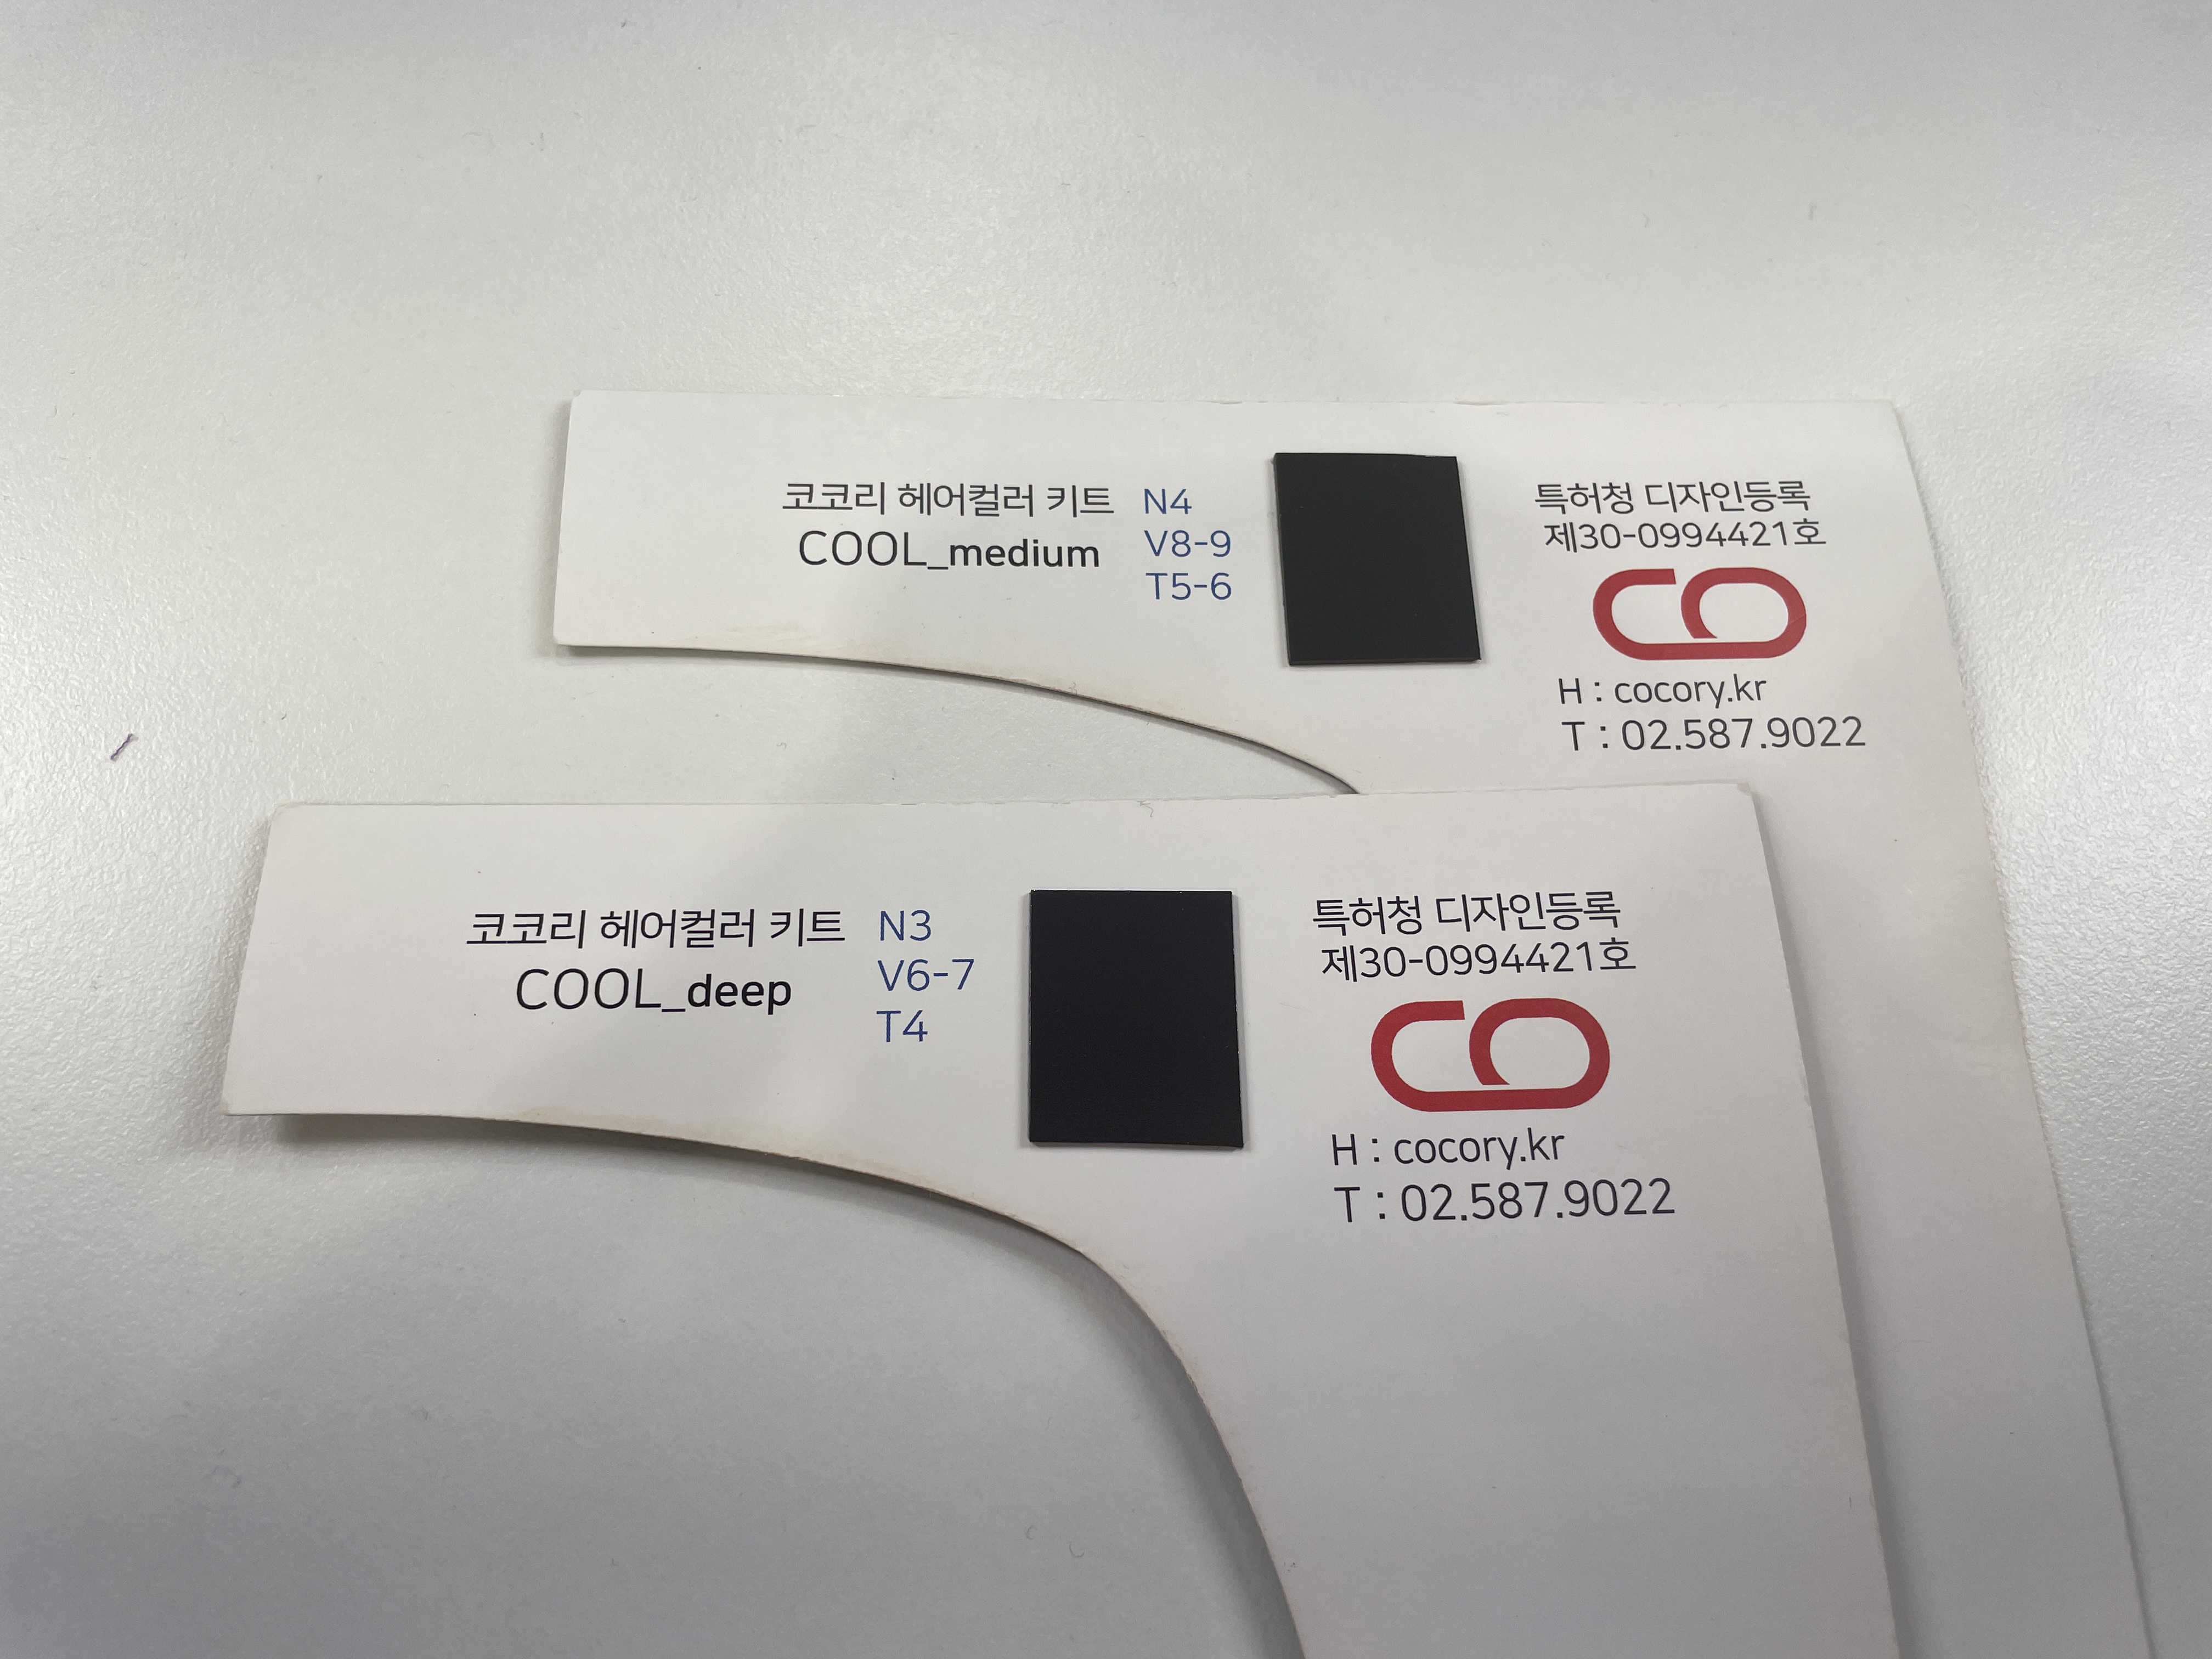 코코리 헤어컬러 키트
COOL_medium
N4
V8-9
T5-6
특허청 디자인등록
제30-0994421호
H : cocory.kr
T : 02.587.9022
코코리 헤어컬러 키트
COOL_deep
N3
V6-7
T4
특허청 디자인등록
제30-0994421호
H : cocory.kr
T : 02.587.9022